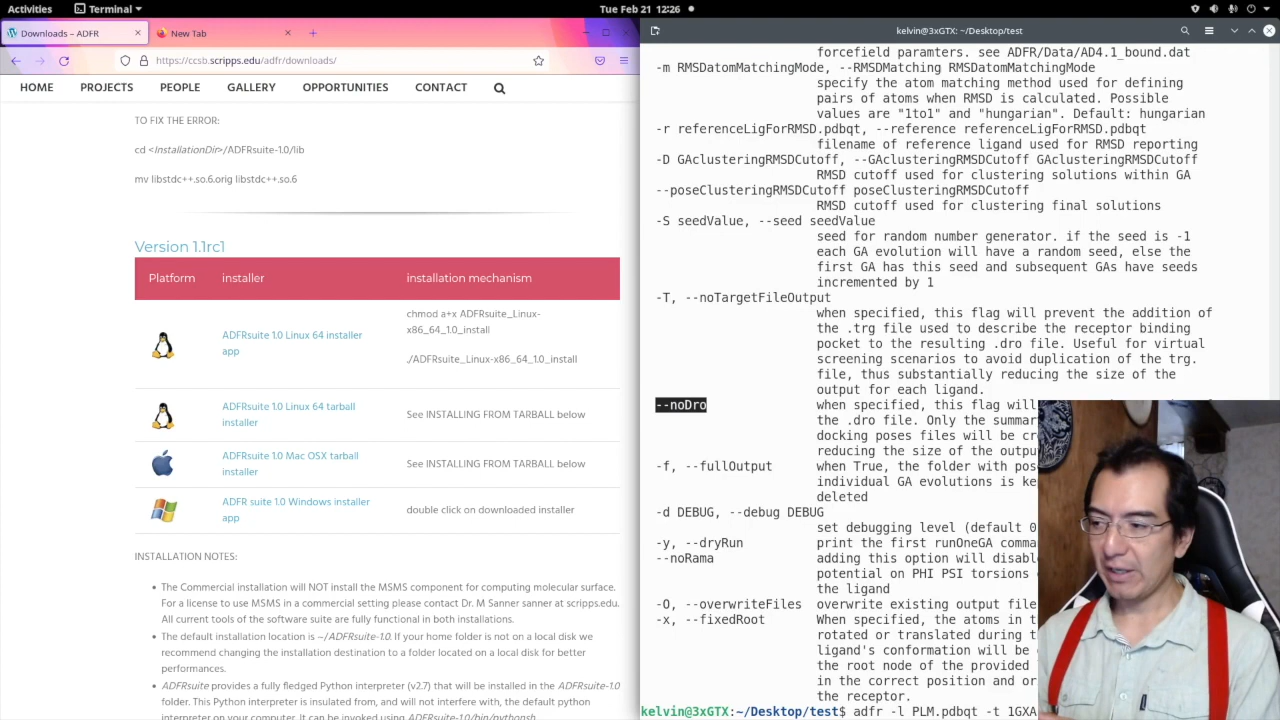 Activities
Terminal
Tue Feb 21 12:26
Downloads – ADFR
New Tab
https://ccsb.scripps.edu/adfr/downloads/
HOME PROJECTS PEOPLE GALLERY OPPORTUNITIES CONTACT
TO FIX THE ERROR:
cd <InstallationDir>/ADFRsuite-1.0/lib
mv libstdc++.so.6.orig libstdc++.so.6
Version 1.1rc1
Platform installer installation mechanism
ADFRsuite 1.0 Linux 64 installer
app
chmod a+x ADFRsuite_Linux-
x86_64_1.0_install
./ADFRsuite_Linux-x86_64_1.0_install
ADFRsuite 1.0 Linux 64 tarball
installer
See INSTALLING FROM TARBALL below
ADFRsuite 1.0 Mac OSX tarball
installer
See INSTALLING FROM TARBALL below
ADFR suite 1.0 Windows installer
app
double click on downloaded installer
INSTALLATION NOTES:
• The Commercial installation will NOT install the MSMS component for computing molecular surface.
For a license to use MSMS in a commercial setting please contact Dr. M Sanner sanner at scripps.edu.
All current tools of the software suite are fully functional in both installations.
• The default installation location is ~/ADFRsuite-1.0. If your home folder is not on a local disk we
recommend changing the installation destination to a folder located on a local disk for better
performances.
• ADFRsuite provides a fully fledged Python interpreter (v2.7) that will be installed in the ADFRsuite-1.0
folder. This Python interpreter is insulated from, and will not interfere with, the default python
interpreter on your computer. It can be invoked using ADFRsuite-1.0/bin/pythonsh.
kelvin@3xGTX: ~/Desktop/test
forcefield paramters. see ADFR/Data/AD4.1_bound.dat
-m RMSDatomMatchingMode, --RMSDMatching RMSDatomMatchingMode
specify the atom matching method used for defining
pairs of atoms when RMSD is calculated. Possible
values are "1to1" and "hungarian". Default: hungarian
-r referenceLigForRMSD.pdbqt, --reference referenceLigForRMSD.pdbqt
filename of reference ligand used for RMSD reporting
-D GAclusteringRMSDCutoff, --GAclusteringRMSDCutoff GAclusteringRMSDCutoff
RMSD cutoff used for clustering solutions within GA
--poseClusteringRMSDCutoff poseClusteringRMSDCutoff
RMSD cutoff used for clustering final solutions
-S seedValue, --seed seedValue
seed for random number generator. if the seed is -1
each GA evolution will have a random seed, else the
first GA has this seed and subsequent GAs have seeds
incremented by 1
-T, --noTargetFileOutput
when specified, this flag will prevent the addition of
the .trg file used to describe the receptor binding
pocket to the resulting .dro file. Useful for virtual
screening scenarios to avoid duplication of the trg.
file, thus substantially reducing the size of the
output for each ligand.
--noDro when specified, this flag will
the .dro file. Only the summar
docking poses files will be cr
reducing the size of the outpu
-f, --fullOutput when True, the folder with pos
individual GA evolutions is ke
deleted
-d DEBUG, --debug DEBUG
set debugging level (default 0
-y, --dryRun print the first runOneGA comma
--noRama adding this option will disabl
potential on PHI PSI torsions
the ligand
-O, --overwriteFiles overwrite existing output file
-x, --fixedRoot When specified, the atoms in t
rotated or translated during t
ligand's conformation will be
the root node of the provided
in the correct position and or
the receptor.
kelvin@3xGTX:~/Desktop/test$ adfr -l PLM.pdbqt -t 1GXA